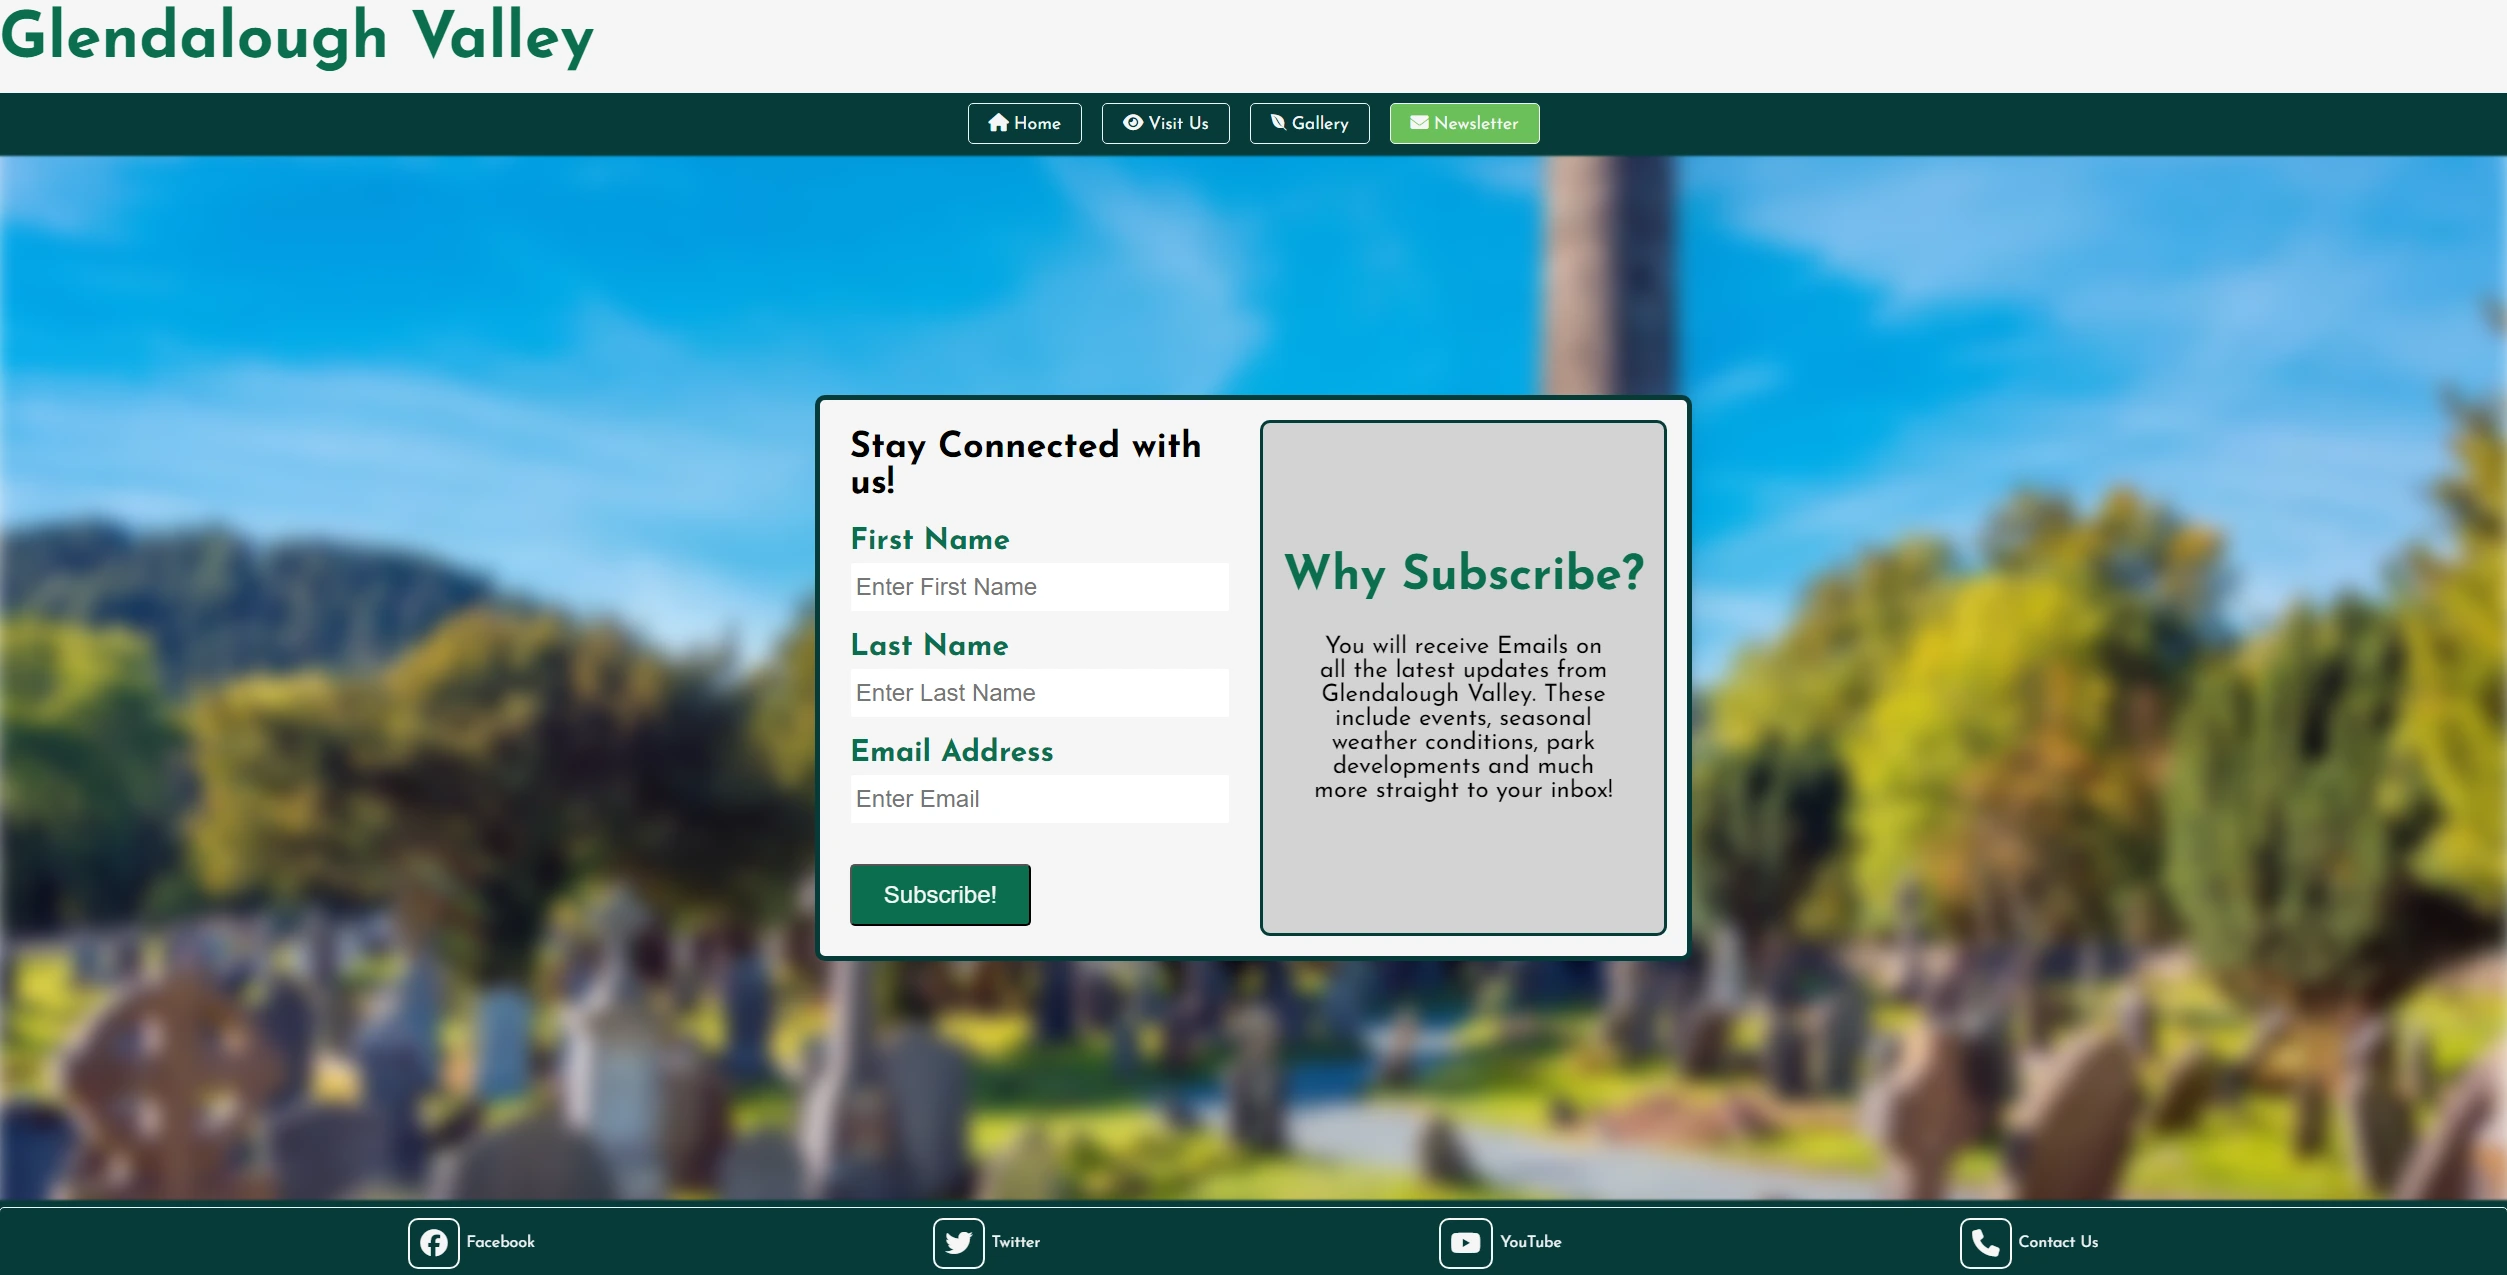 Glendalough Valley
Home Visit Us Gallery Newsletter
Stay Connected with
us!
First Name
Enter First Name
Last Name
Enter Last Name
Email Address
Enter Email
Subscribe!
Why Subscribe?
You will receive Emails on
all the latest updates from
Glendalough Valley. These
include events, seasonal
weather conditions, park
developments and much
more straight to your inbox!
Facebook Twitter YouTube Contact Us